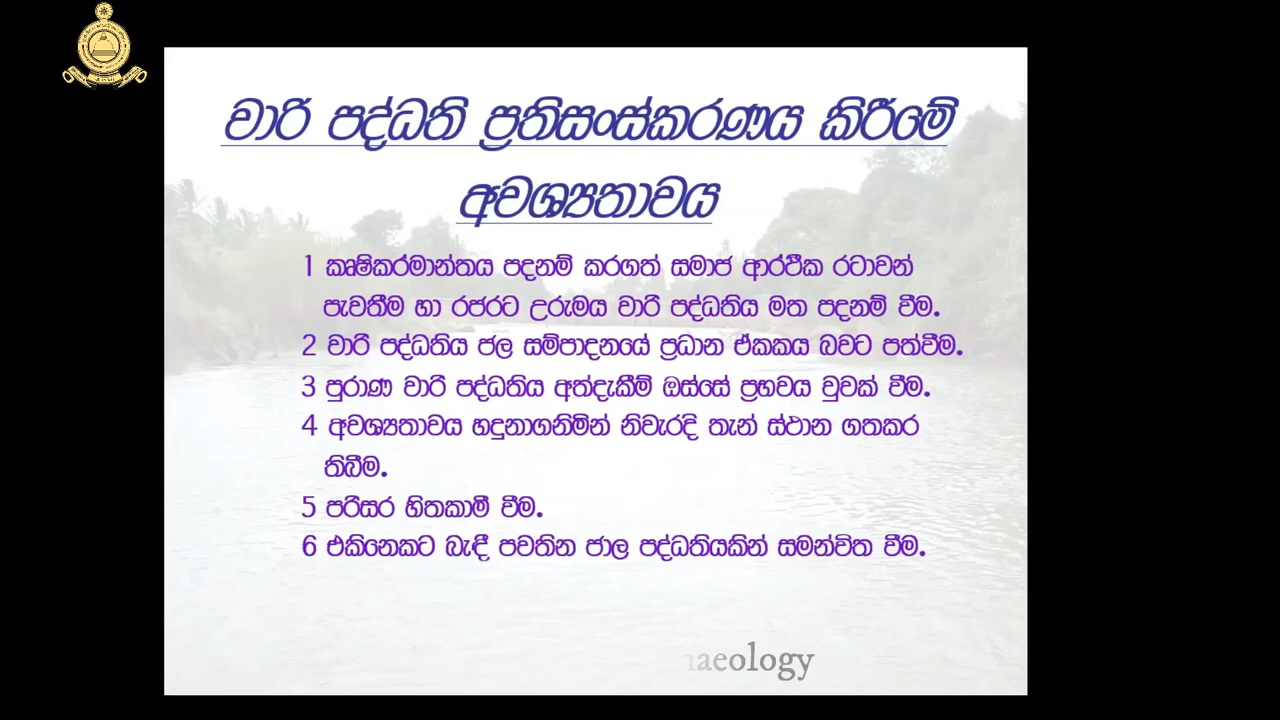 වාරි පද්ධති ප්‍රතිසංස්කරණය කිරීමේ
අවශ්‍යතාවය
1 කෘෂිකර්මාන්තය පදනම් කරගත් සමාජ ආර්ථික රටාවන්
පැවතීම හා රජරට උරුමය වාරි පද්ධතිය මත පදනම් වීම.
2 වාරි පද්ධතිය ජල සම්පාදනයේ ප්‍රධාන ඒකකය බවට පත්වීම.
3 පුරාණ වාරි පද්ධතිය අත්දැකීම් ඔස්සේ ප්‍රභවය වූවක් වීම.
4 අවශ්‍යතාවය හදුනාගනිමින් නිවැරදි තැන් ස්ථාන ගතකර
තිබීම.
5 පරිසර හිතකාමී වීම.
6 එකිනෙකට බැඳී පවතින ජාල පද්ධතියකින් සමන්විත වීම.
aeology